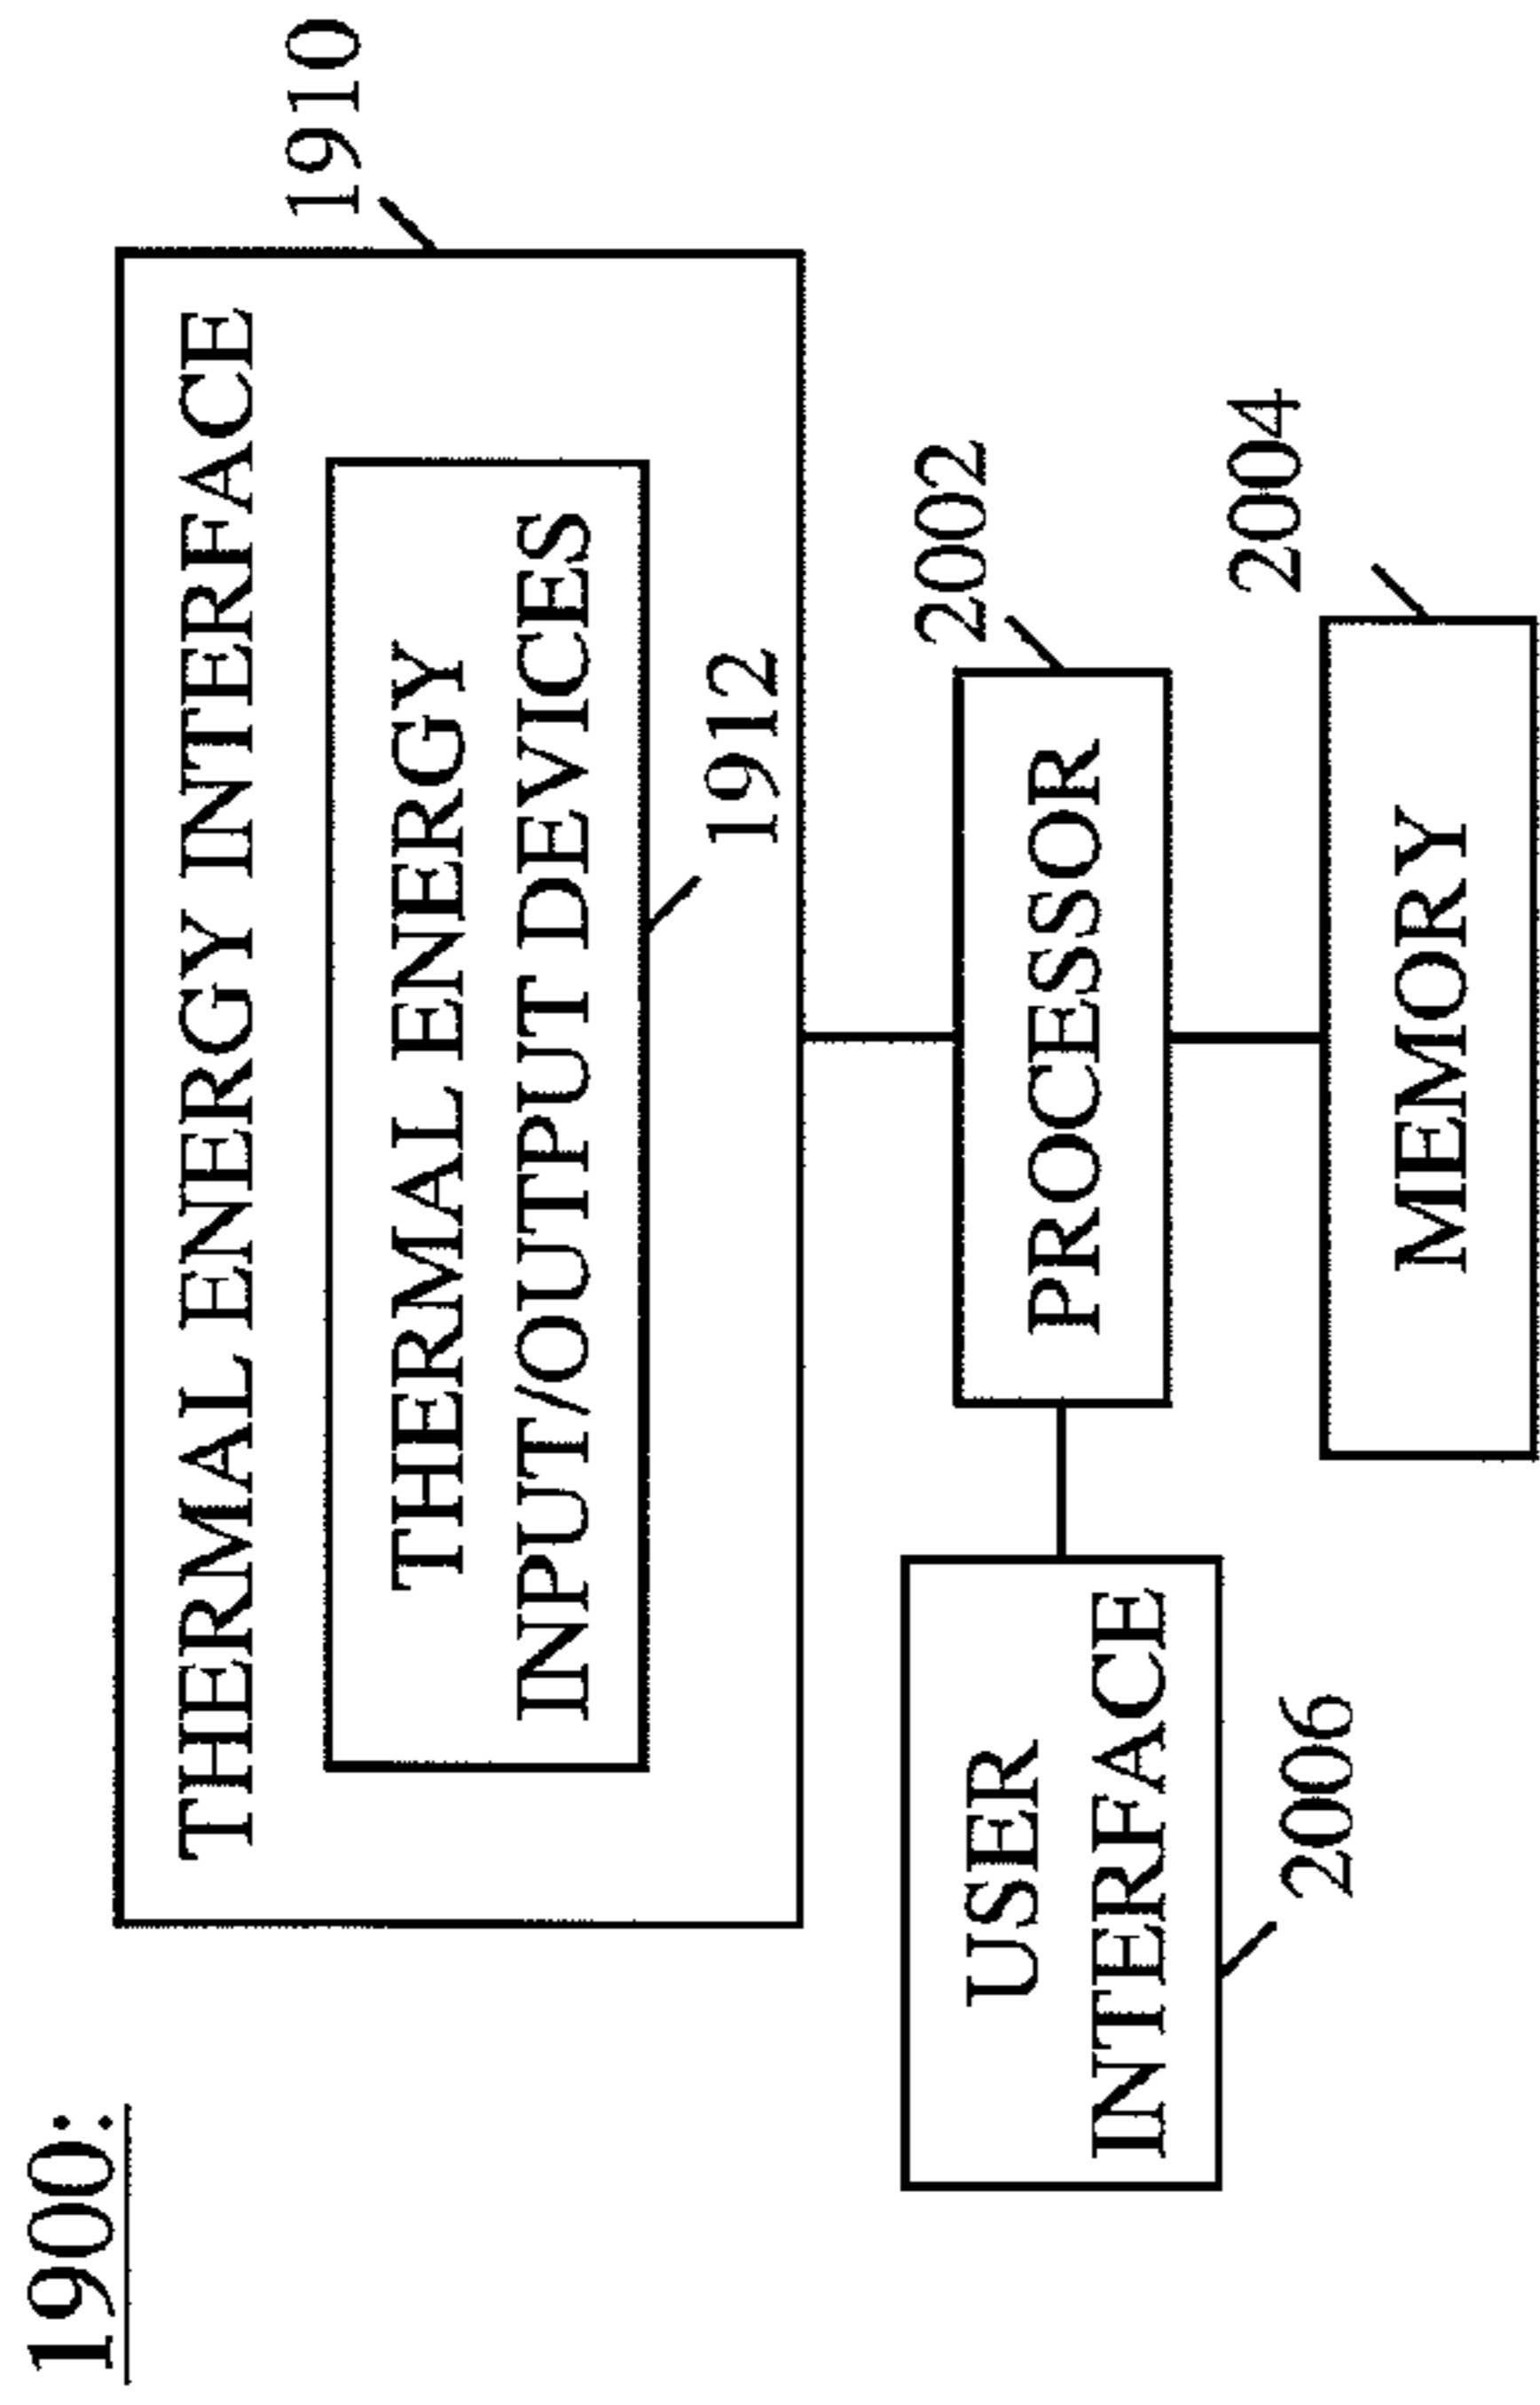 1900:
THERMAL ENERGY INTERFACE
1910
THERMAL ENERGY
INPUT/OUTPUT DEVICES
1912
2002
PROCESSOR
USER
INTERFACE
2006
2004
MEMORY